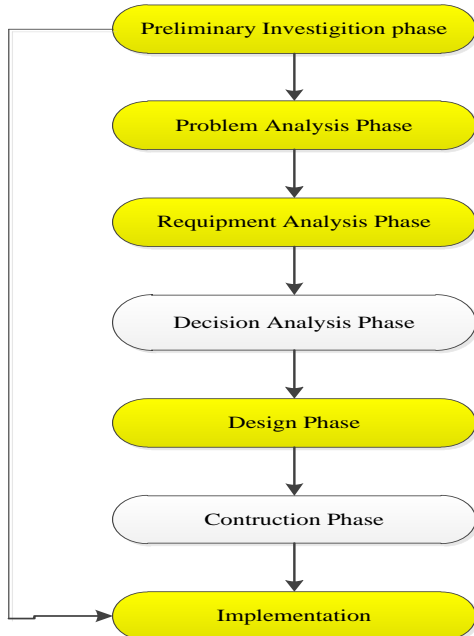 Preliminary Investigition phase
Problem Analysis Phase
Requipment Analysis Phase
Decision Analysis Phase
Design Phase
Contruction Phase
Implementation